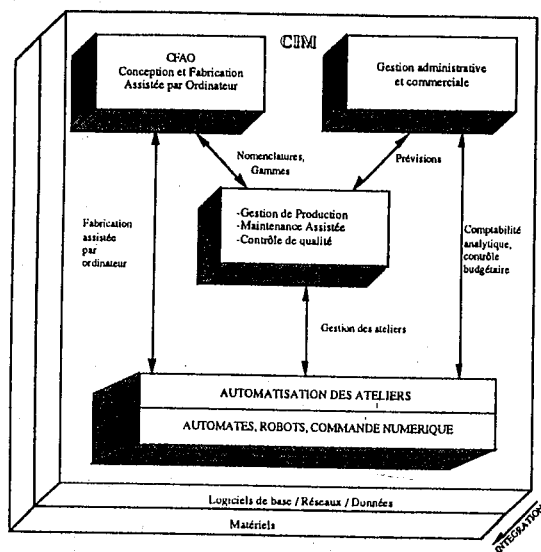 CIM
CFAO
Conception et Fabrication
Assistée par Ordinateur
Gestion administrative
et commerciale
Nomenclatures,
Gammes
Prévisions
-Gestion de Production
-Maintenance Assistée
-Contrôle de qualité
Fabrication
assistée
par
ordinateur
Comptabilité
analytique,
contrôle
budgétaire
Gestion des ateliers
AUTOMATISATION DES ATELIERS
AUTOMATES, ROBOTS, COMMANDE NUMERIQUE
Logiciels de base / Réseaux / Données
Matériels
INTEGRATION